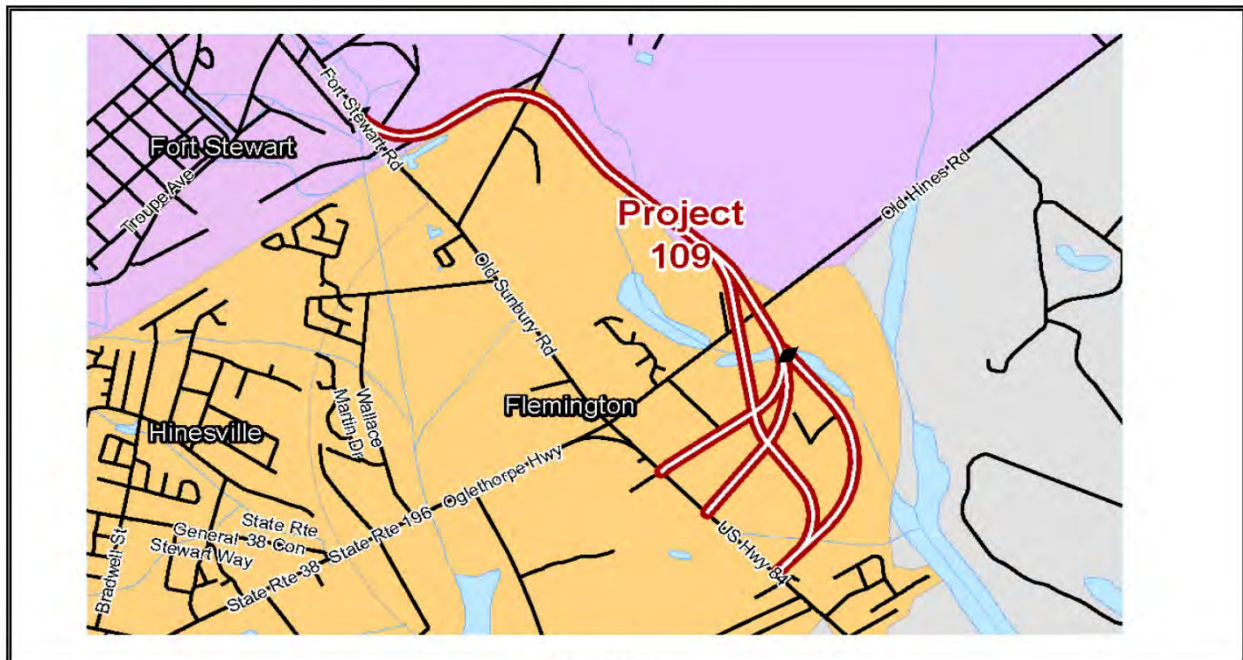 Fort Stewart Rd
Fort Stewart
Troupe Ave
Old Hines Rd
Project
109
Old Sunbury Rd
Flemington
Wallace
Martin Dr
Hinesville
Oglethorpe Hwy
State Rte 196
State Rte 38
State Rte
General 38 Con
Stewart Way
Bradwell St
US Hwy 84